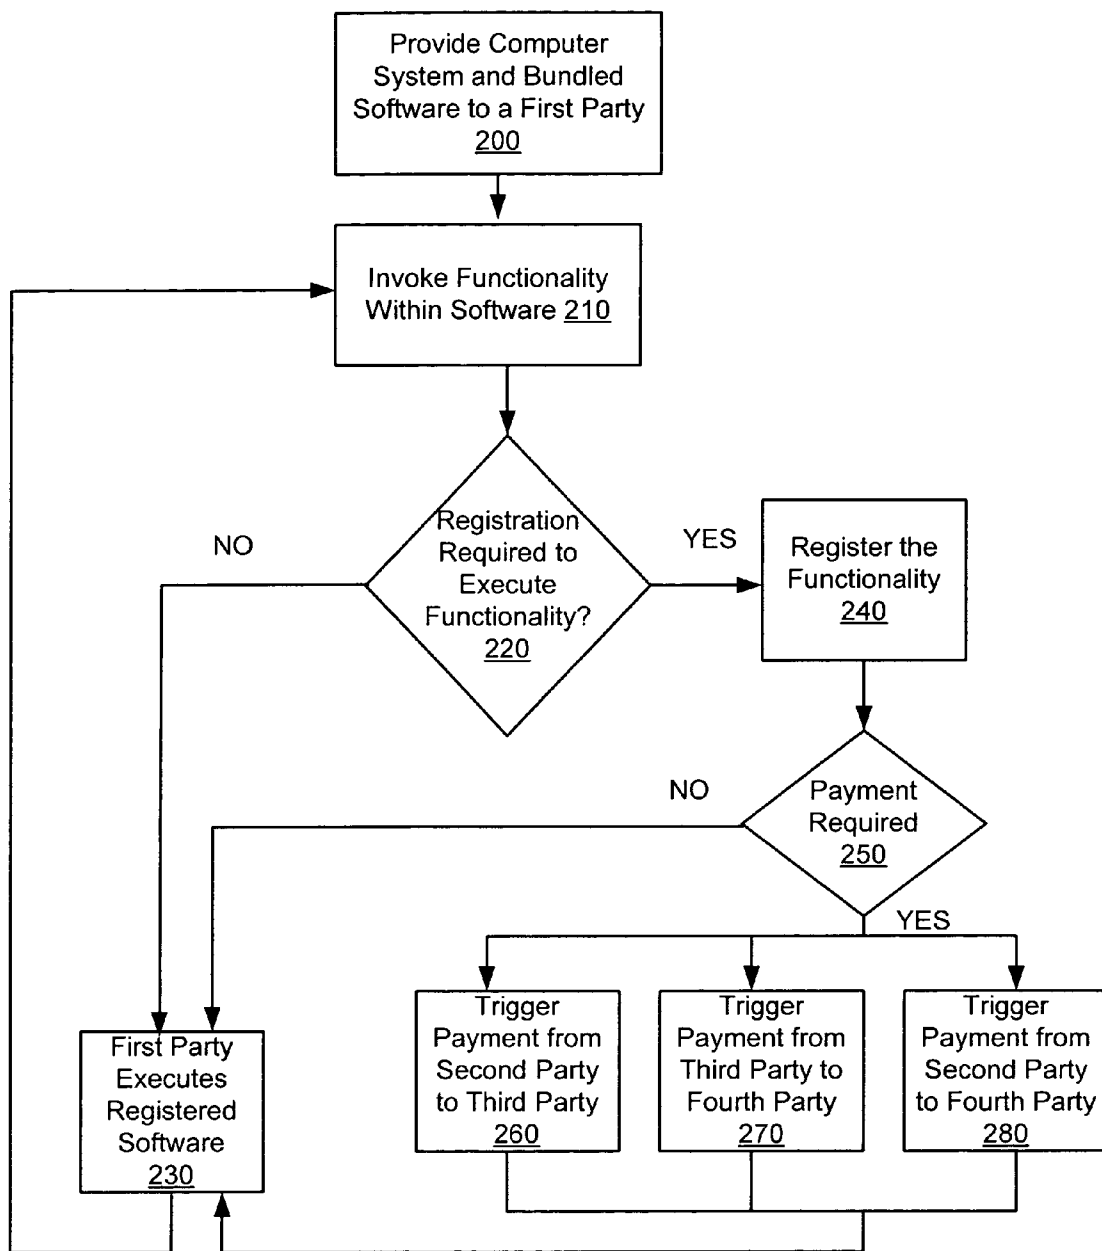 Provide Computer
System and Bundled
Software to a First Party
200
Invoke Functionality
Within Software 210
Registration
Required to
Execute
Functionality?
220
NO
YES
Register the
Functionality
240
Payment
Required
250
NO
YES
Trigger
Payment from
Second Party
to Third Party
260
Trigger
Payment from
Third Party to
Fourth Party
270
Trigger
Payment from
Second Party
to Fourth Party
280
First Party
Executes
Registered
Software
230